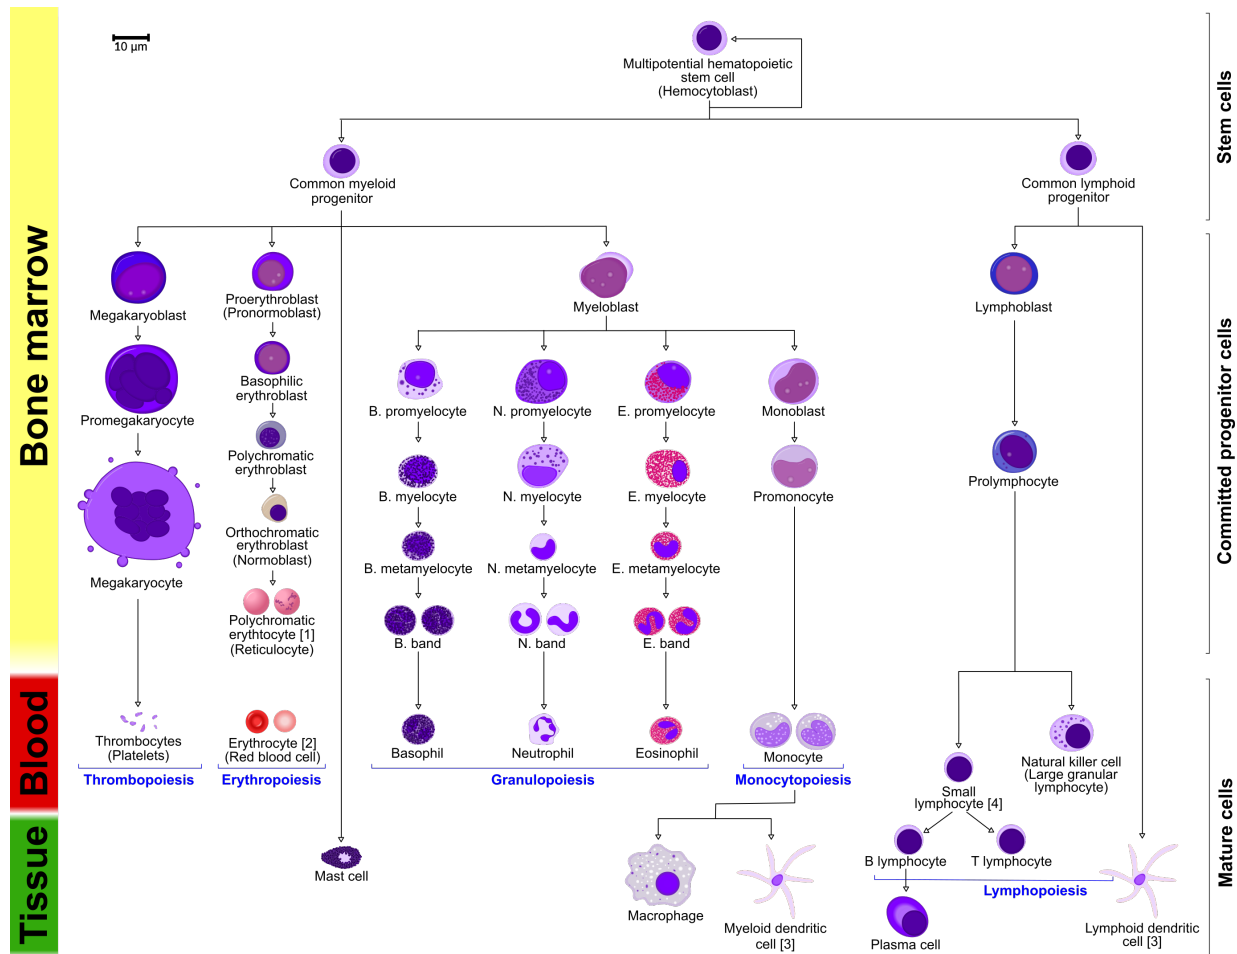 10 µm
Multipotential hematopoietic
stem cell
(Hemocytoblast)
Common myeloid
progenitor
Common lymphoid
progenitor
Megakaryoblast
Proerythroblast
(Pronormoblast)
Myeloblast
Lymphoblast
Basophilic
erythroblast
Promegakaryocyte
B. promyelocyte
N. promyelocyte
E. promyelocyte
Monoblast
Polychromatic
erythroblast
B. myelocyte
N. myelocyte
E. myelocyte
Promonocyte
Prolymphocyte
Orthochromatic
erythroblast
(Normoblast)
Megakaryocyte
B. metamyelocyte
N. metamyelocyte
E. metamyelocyte
Polychromatic
erythtocyte [1]
(Reticulocyte)
B. band
N. band
E. band
Thrombocytes
(Platelets)
Erythrocyte [2]
(Red blood cell)
Basophil
Neutrophil
Eosinophil
Monocyte
Natural killer cell
(Large granular
lymphocyte)
Small
lymphocyte [4]
Thrombopoiesis
Erythropoiesis
Granulopoiesis
Monocytopoiesis
B lymphocyte
T lymphocyte
Lymphopoiesis
Mast cell
Macrophage
Myeloid dendritic
cell [3]
Plasma cell
Lymphoid dendritic
cell [3]
Bone marrow
Blood
Tissue
Stem cells
Committed progenitor cells
Mature cells